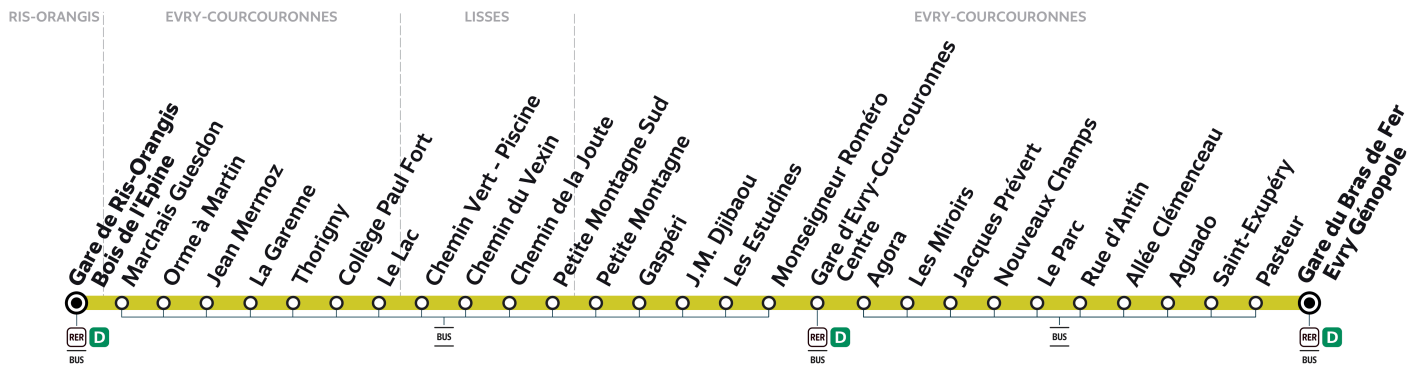 RIS-ORANGIS
EVRY-COURCOURONNES
LISSES
EVRY-COURCOURONNES
Gare de Ris-Orangis
Bois de l'Epine
Marchais Guesdon
Orme à Martin
Jean Mermoz
La Garenne
Thorigny
Collège Paul Fort
Le Lac
Chemin Vert - Piscine
Chemin du Vexin
Chemin de la Joute
Petite Montagne Sud
Petite Montagne
Gaspéri
J.M. Djibaou
Les Estudines
Monseigneur Roméro
Gare d'Evry-Courcouronnes
Centre
Agora
Les Miroirs
Jacques Prévert
Nouveaux Champs
Le Parc
Rue d'Antin
Allée Clémenceau
Aguado
Saint-Exupéry
Pasteur
Gare du Bras de Fer
Evry Génopole
RER D
BUS
BUS
RER D
BUS
BUS
RER D
BUS